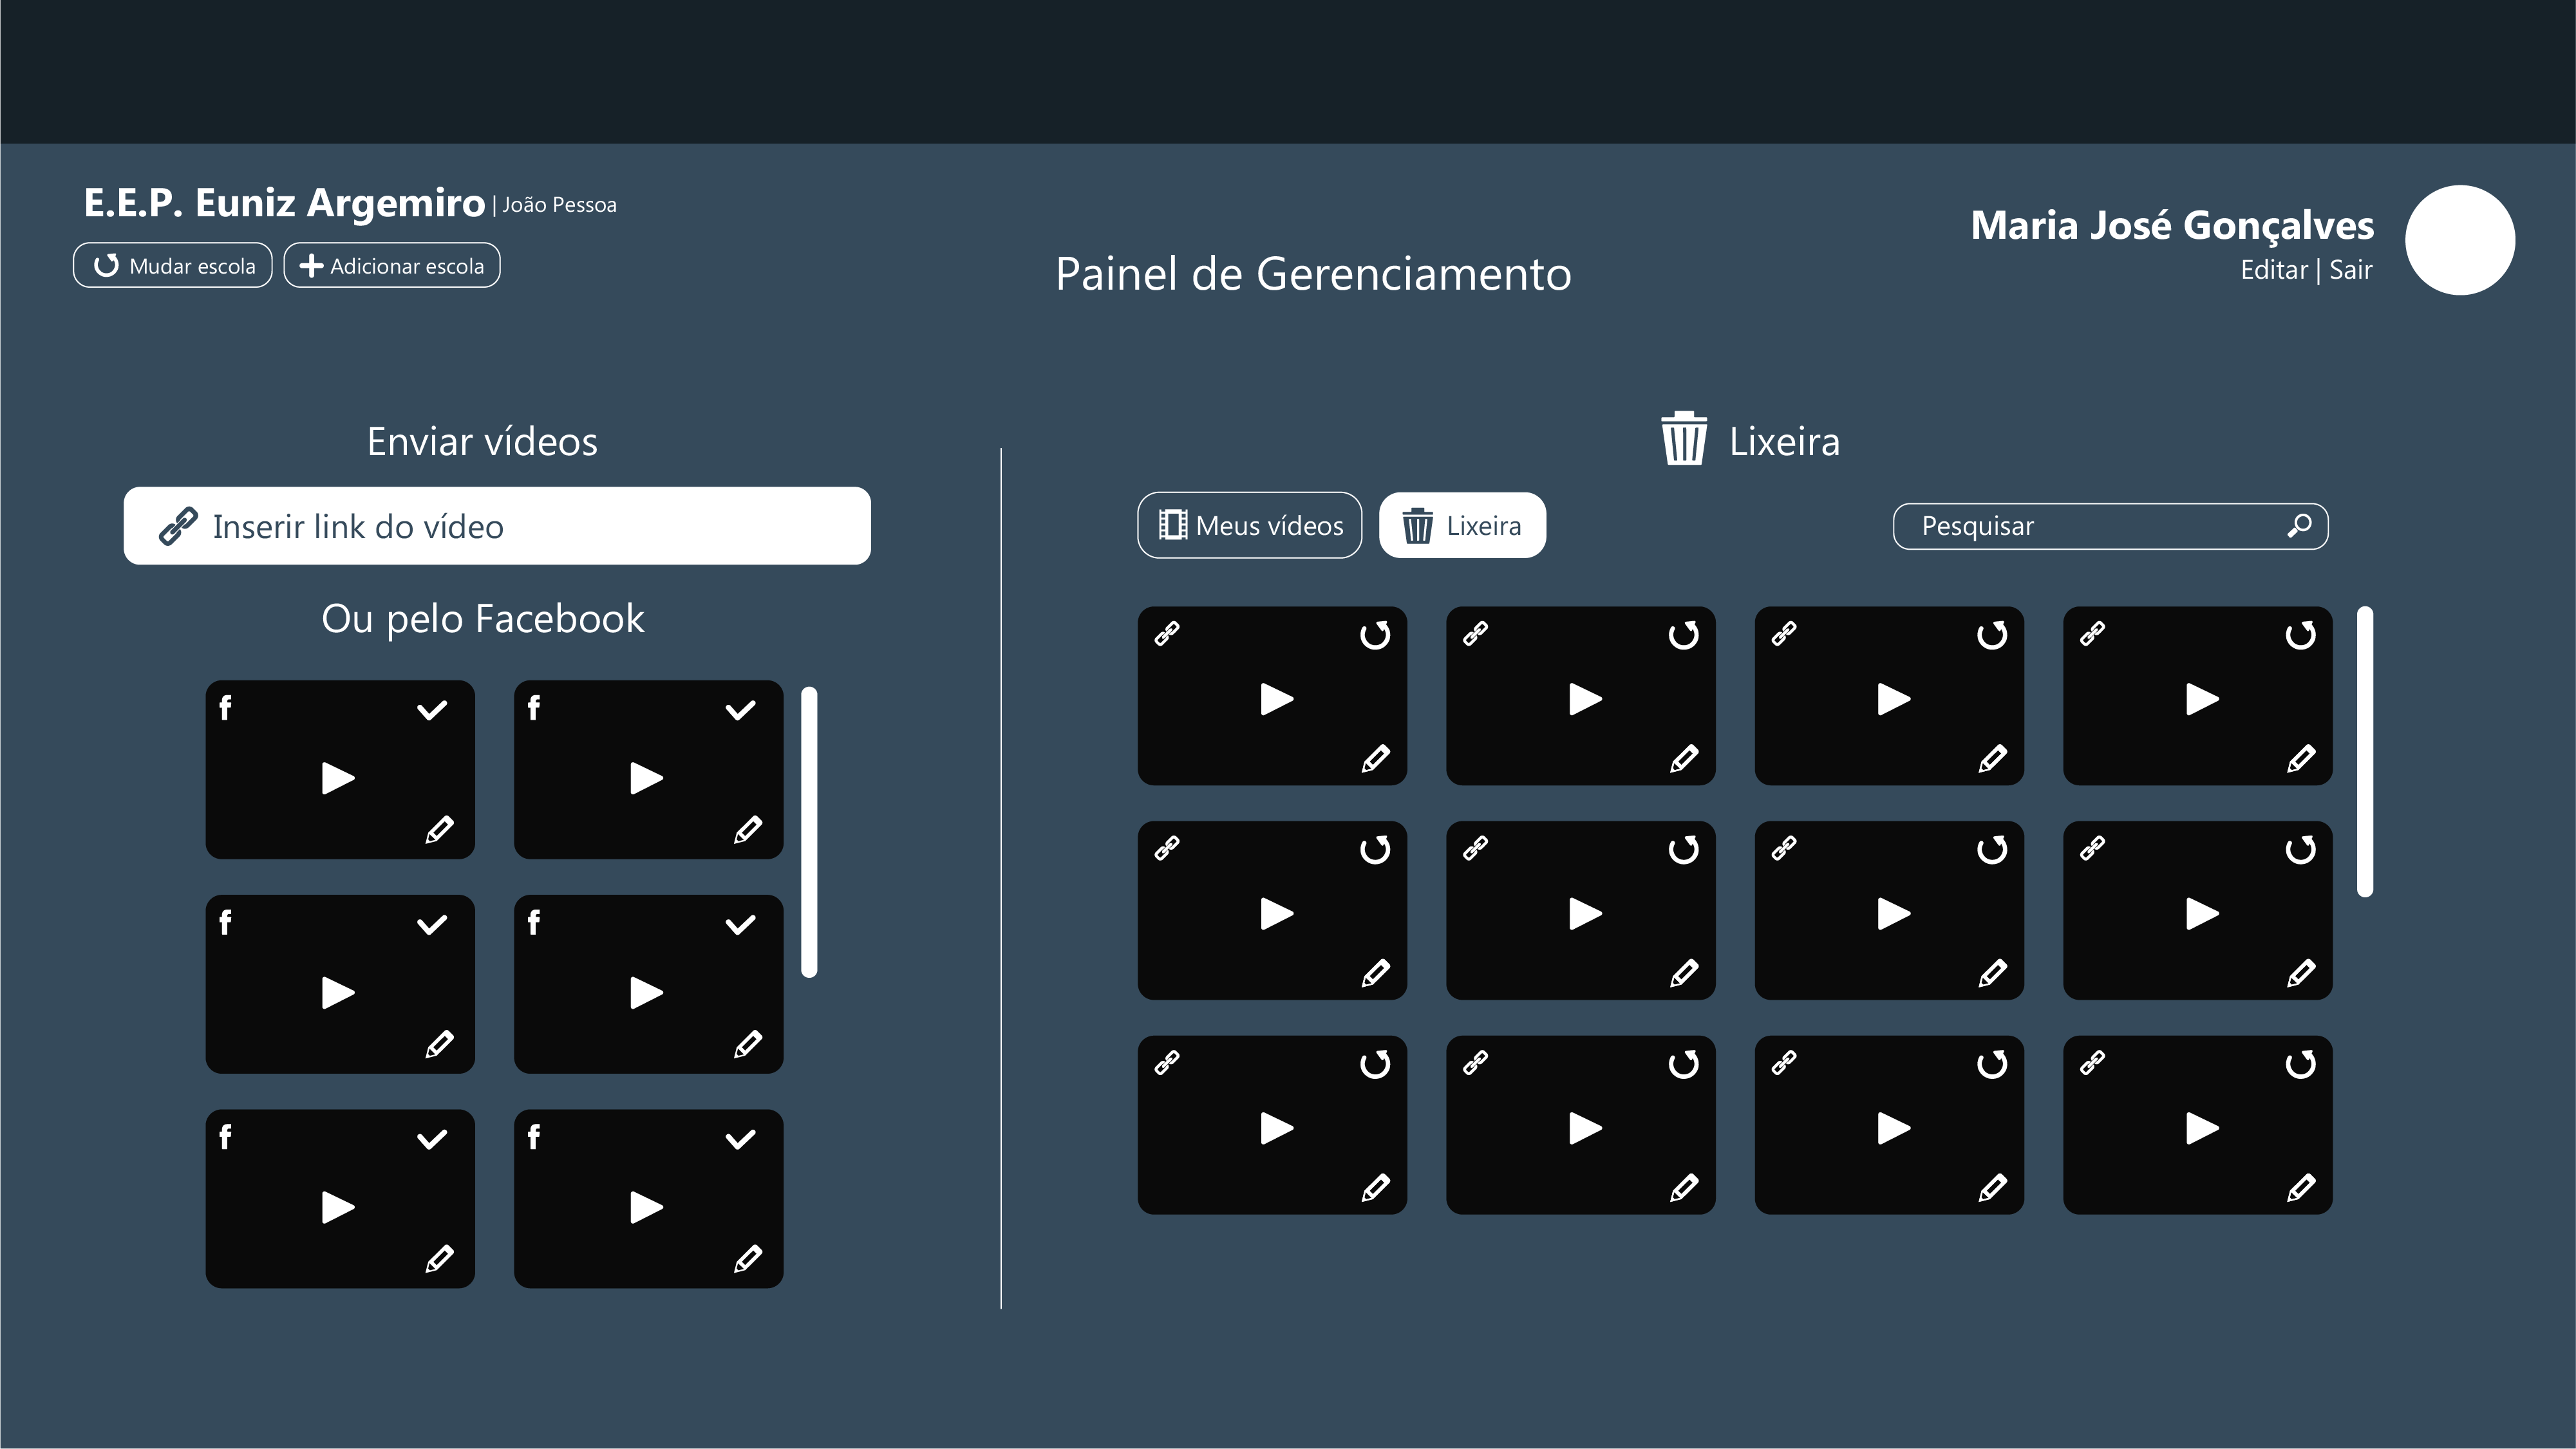 E.E.P. Euniz Argemiro | João Pessoa
Mudar escola
Adicionar escola
Painel de Gerenciamento
Maria José Gonçalves
Editar | Sair
Enviar vídeos
Inserir link do vídeo
Ou pelo Facebook
Lixeira
Meus vídeos
Lixeira
Pesquisar